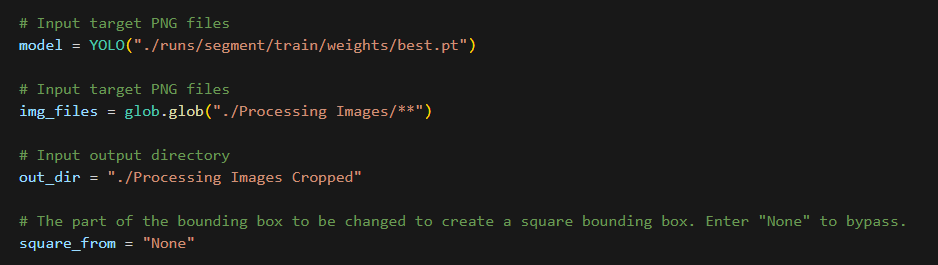 # Input target PNG files
model = YOLO("./runs/segment/train/weights/best.pt")
# Input target PNG files
img_files = glob.glob("./Processing Images/**")
# Input output directory
out_dir = "./Processing Images Cropped"
# The part of the bounding box to be changed to create a square bounding box. Enter "None" to bypass.
square_from = "None"